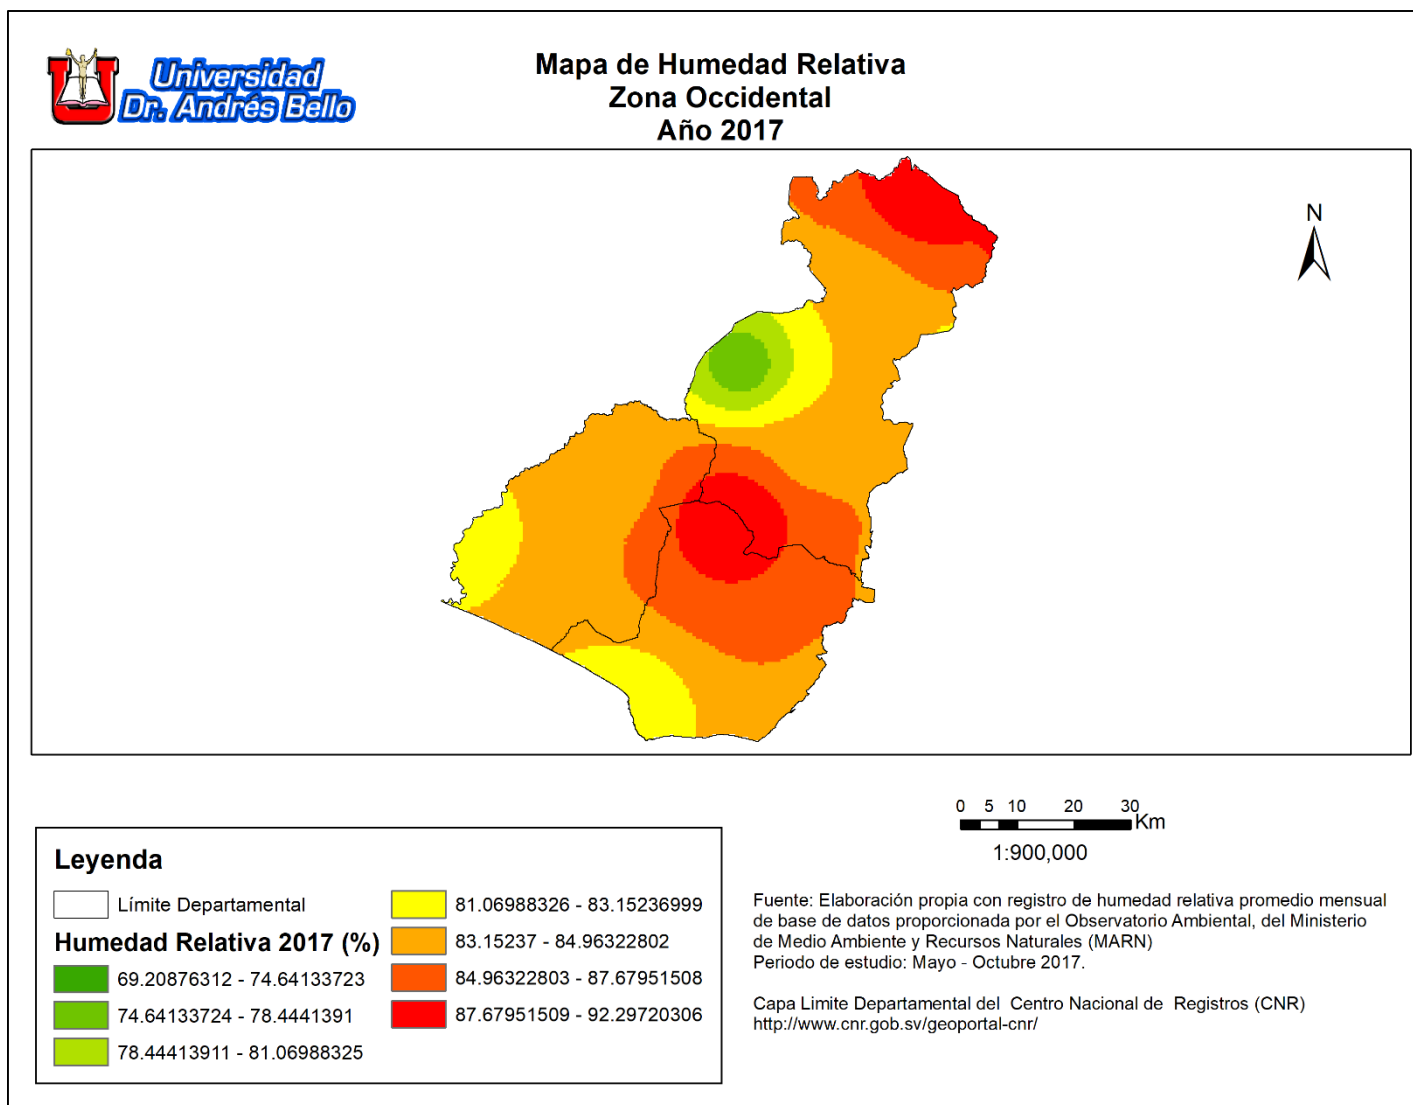 Universidad
Dr. Andrés Bello
Mapa de Humedad Relativa
Zona Occidental
Año 2017
N
0 5 10 20 30
Km
1:900,000
Leyenda
Límite Departamental
Humedad Relativa 2017 (%)
69.20876312 - 74.64133723
74.64133724 - 78.4441391
78.44413911 - 81.06988325
81.06988326 - 83.15236999
83.15237 - 84.96322802
84.96322803 - 87.67951508
87.67951509 - 92.29720306
Fuente: Elaboración propia con registro de humedad relativa promedio mensual
de base de datos proporcionada por el Observatorio Ambiental, del Ministerio
de Medio Ambiente y Recursos Naturales (MARN)
Periodo de estudio: Mayo - Octubre 2017.
Capa Limite Departamental del Centro Nacional de Registros (CNR)
http://www.cnr.gob.sv/geoportal-cnr/